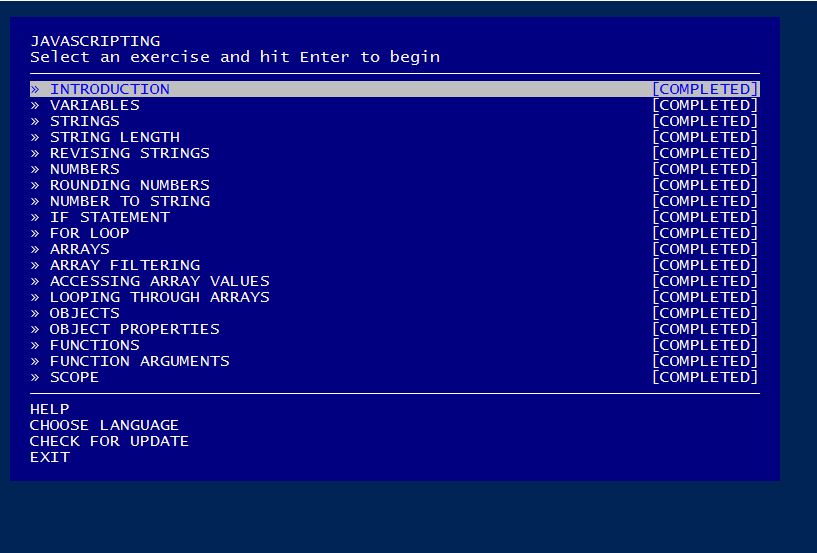 JAVASCRIPTING
Select an exercise and hit Enter to begin
» INTRODUCTION [COMPLETED]
» VARIABLES [COMPLETED]
» STRINGS [COMPLETED]
» STRING LENGTH [COMPLETED]
» REVISING STRINGS [COMPLETED]
» NUMBERS [COMPLETED]
» ROUNDING NUMBERS [COMPLETED]
» NUMBER TO STRING [COMPLETED]
» IF STATEMENT [COMPLETED]
» FOR LOOP [COMPLETED]
» ARRAYS [COMPLETED]
» ARRAY FILTERING [COMPLETED]
» ACCESSING ARRAY VALUES [COMPLETED]
» LOOPING THROUGH ARRAYS [COMPLETED]
» OBJECTS [COMPLETED]
» OBJECT PROPERTIES [COMPLETED]
» FUNCTIONS [COMPLETED]
» FUNCTION ARGUMENTS [COMPLETED]
» SCOPE [COMPLETED]
HELP
CHOOSE LANGUAGE
CHECK FOR UPDATE
EXIT